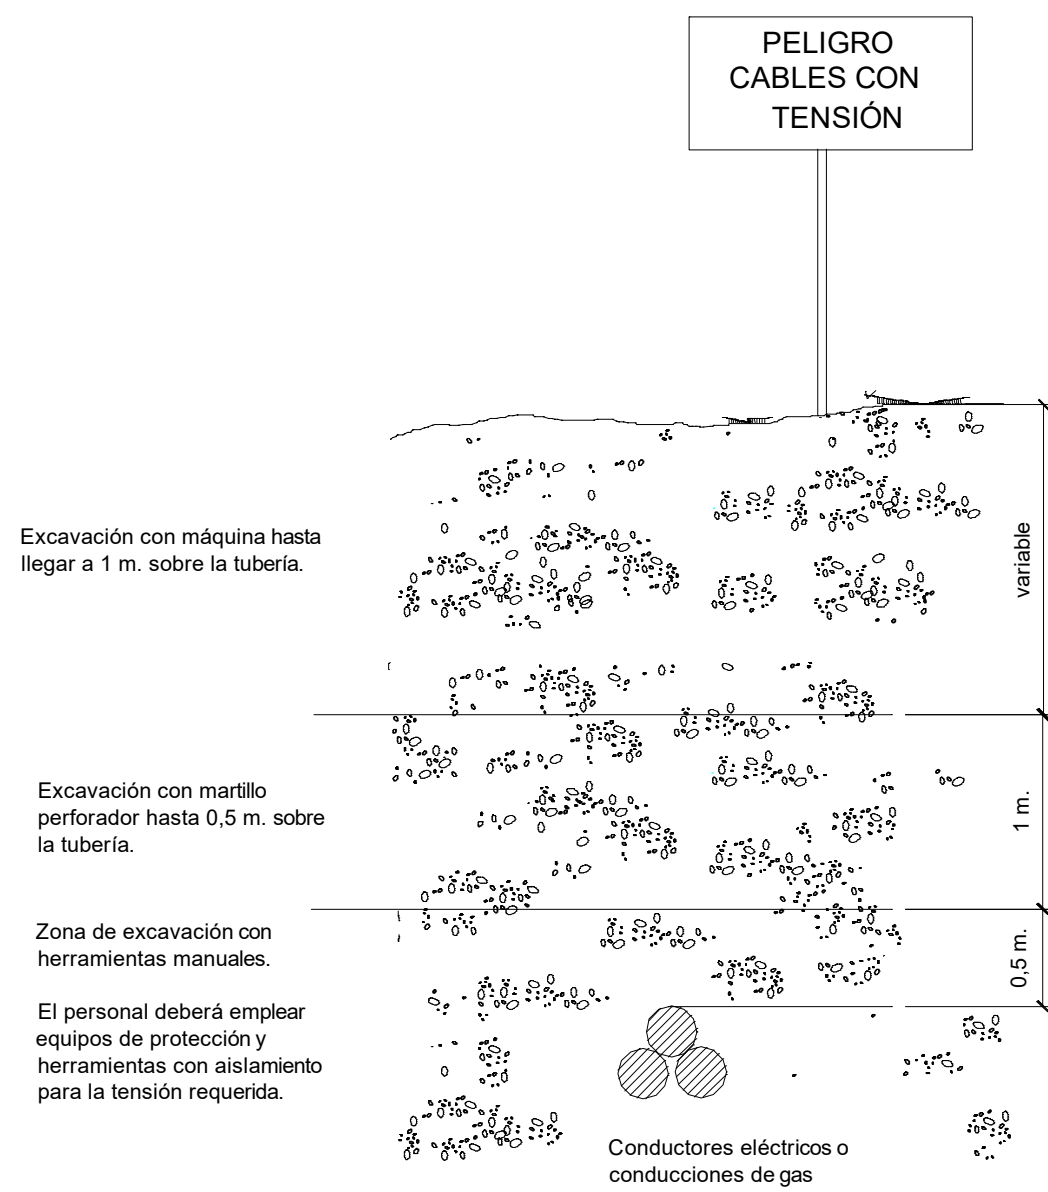 PELIGRO
CABLES CON
TENSIÓN
Excavación con máquina hasta
llegar a 1 m. sobre la tubería.
variable
Excavación con martillo
perforador hasta 0,5 m. sobre
la tubería.
1 m.
Zona de excavación con
herramientas manuales.
0,5 m.
El personal deberá emplear
equipos de protección y
herramientas con aislamiento
para la tensión requerida.
Conductores eléctricos o
conducciones de gas